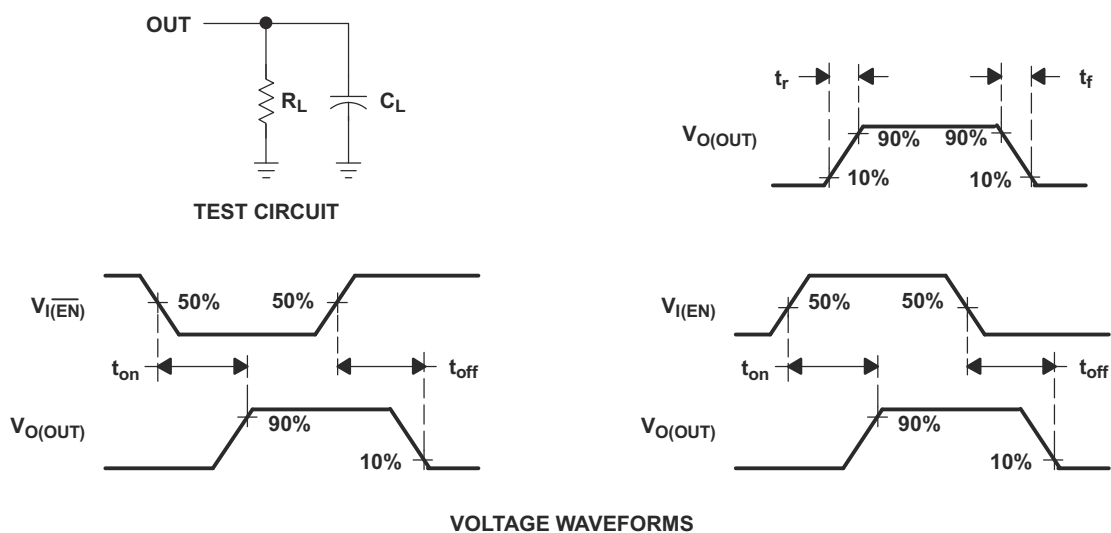 OUT
R_L C_L
TEST CIRCUIT
t_r t_f
V_O(OUT) 90% 90%
10% 10%
V_I(E̅N̅) 50% 50%
t_on t_off
V_O(OUT) 90%
10%
V_I(EN) 50% 50%
t_on t_off
V_O(OUT) 90%
10%
VOLTAGE WAVEFORMS